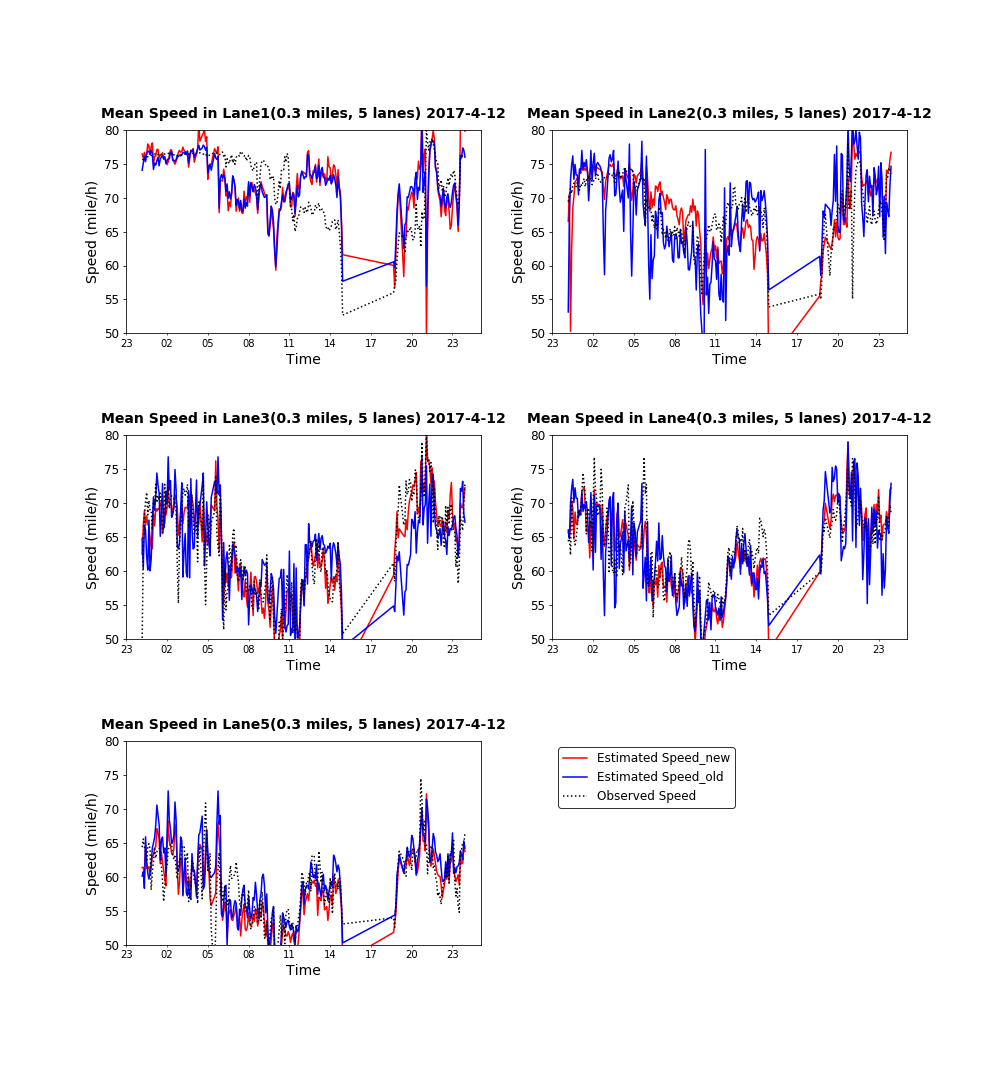 Mean Speed in Lane1(0.3 miles, 5 lanes) 2017-4-12
80
75
70
65
60
55
50
Speed (mile/h)
23 02 05 08 11 14 17 20 23
Time
Mean Speed in Lane2(0.3 miles, 5 lanes) 2017-4-12
80
75
70
65
60
55
50
Speed (mile/h)
23 02 05 08 11 14 17 20 23
Time
Mean Speed in Lane3(0.3 miles, 5 lanes) 2017-4-12
80
75
70
65
60
55
50
Speed (mile/h)
23 02 05 08 11 14 17 20 23
Time
Mean Speed in Lane4(0.3 miles, 5 lanes) 2017-4-12
80
75
70
65
60
55
50
Speed (mile/h)
23 02 05 08 11 14 17 20 23
Time
Mean Speed in Lane5(0.3 miles, 5 lanes) 2017-4-12
80
75
70
65
60
55
50
Speed (mile/h)
23 02 05 08 11 14 17 20 23
Time
Estimated Speed_new
Estimated Speed_old
Observed Speed